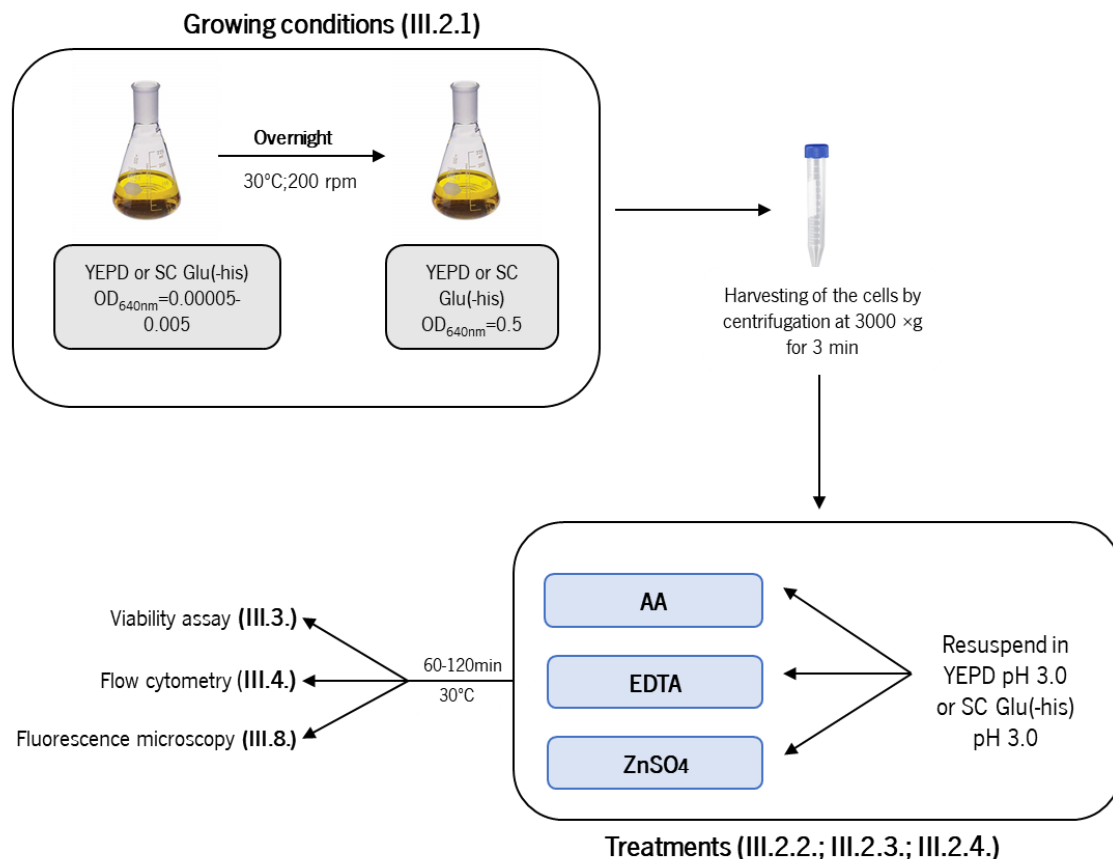 Growing conditions (III.2.1)
Overnight
30°C;200 rpm
YEPD or SC Glu(-his)
OD640nm=0.00005-
0.005
YEPD or SC
Glu(-his)
OD640nm=0.5
Harvesting of the cells by
centrifugation at 3000 ×g
for 3 min
AA
EDTA
ZnSO4
Resuspend in
YEPD pH 3.0
or SC Glu(-his)
pH 3.0
60-120min
30°C
Viability assay (III.3.)
Flow cytometry (III.4.)
Fluorescence microscopy (III.8.)
Treatments (III.2.2.; III.2.3.; III.2.4.)